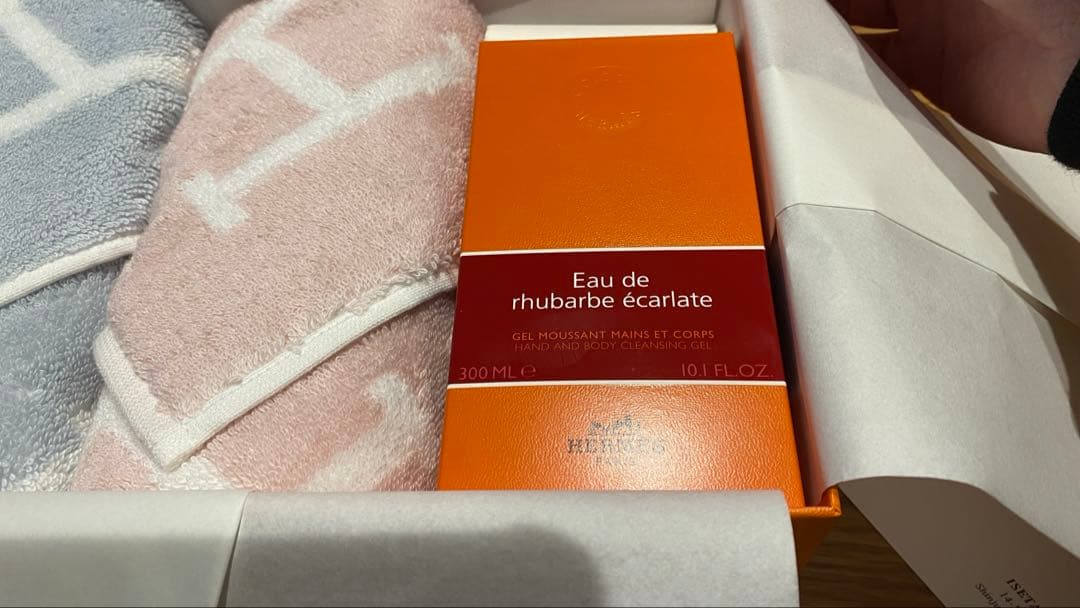 Eau de
rhubarbe écarlate
GEL MOUSSANT MAINS ET CORPS
HAND AND BODY CLEANSING GEL
300 ML ℮
10.1 FL.OZ.
HERMÈS
PARIS